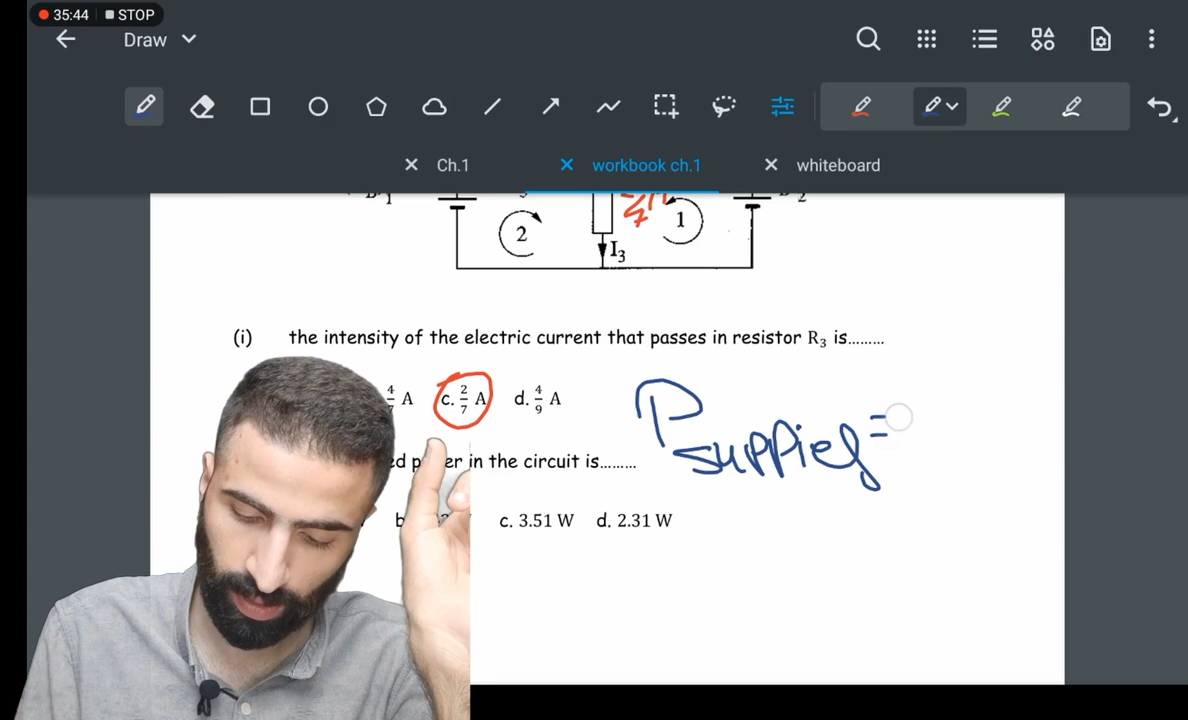 35:44 STOP
Draw
Ch.1 workbook ch.1 whiteboard
2 1
I₃
(i) the intensity of the electric current that passes in resistor R₃ is.........
A c. 2/7 A d. 4/9 A
in the circuit is.........
c. 3.51 W d. 2.31 W
P supplied =